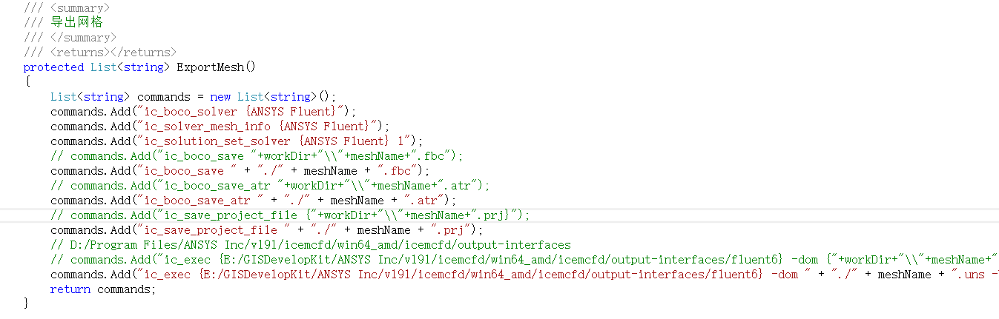 /// <summary>
/// 导出网格
/// </summary>
/// <returns></returns>
protected List<string> ExportMesh()
{
List<string> commands = new List<string>();
commands.Add("ic_boco_solver {ANSYS Fluent}");
commands.Add("ic_solver_mesh_info {ANSYS Fluent}");
commands.Add("ic_solution_set_solver {ANSYS Fluent} 1");
// commands.Add("ic_boco_save "+workDir+"\\"+meshName+".fbc");
commands.Add("ic_boco_save " + "./" + meshName + ".fbc");
// commands.Add("ic_boco_save_atr "+workDir+"\\"+meshName+".atr");
commands.Add("ic_boco_save_atr " + "./" + meshName + ".atr");
// commands.Add("ic_save_project_file {"+workDir+"\\"+meshName+".prj}");
commands.Add("ic_save_project_file " + "./" + meshName + ".prj");
// D:/Program Files/ANSYS Inc/v191/icemcfd/win64_amd/icemcfd/output-interfaces
// commands.Add("ic_exec {E:/GISDevelopKit/ANSYS Inc/v191/icemcfd/win64_amd/icemcfd/output-interfaces/fluent6} -dom {"+workDir+"\\"+meshName+"
commands.Add("ic_exec {E:/GISDevelopKit/ANSYS Inc/v191/icemcfd/win64_amd/icemcfd/output-interfaces/fluent6} -dom " + "./" + meshName + ".uns -
return commands;
}